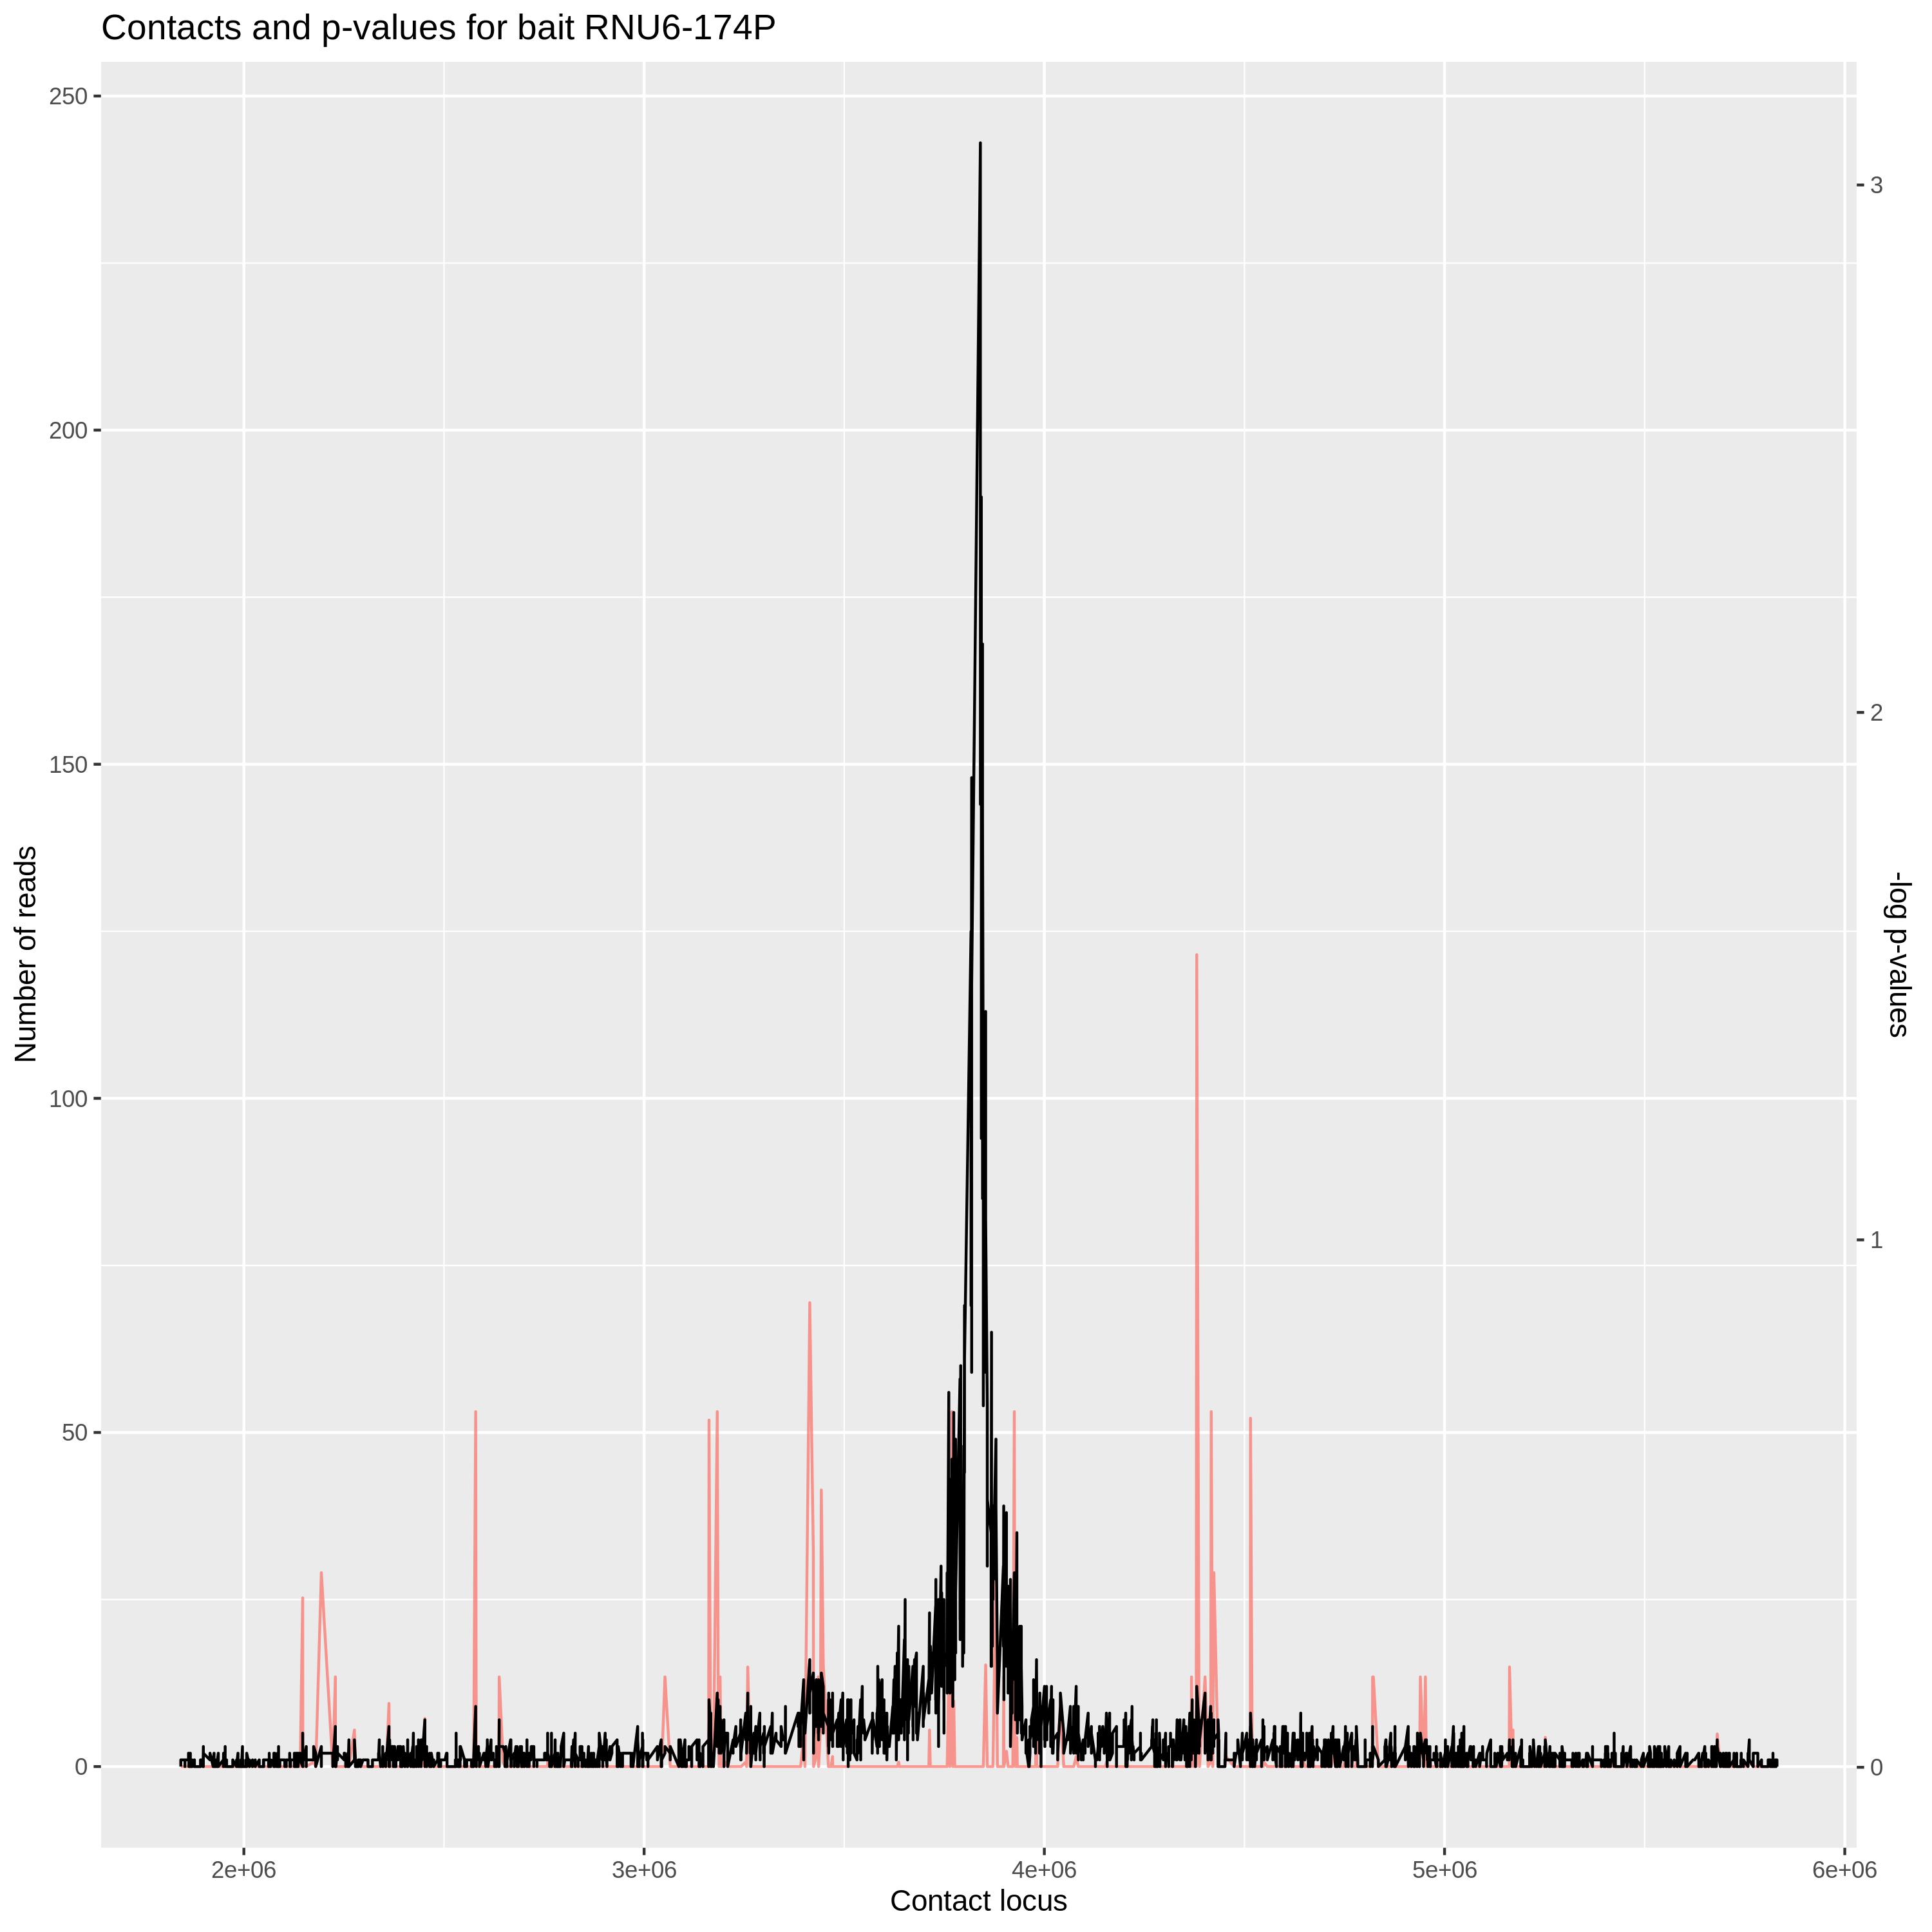 Contacts and p-values for bait RNU6-174P
250
200
150
100
50
0
Number of reads
3
2
1
0
-log p-values
2e+06
3e+06
4e+06
5e+06
6e+06
Contact locus